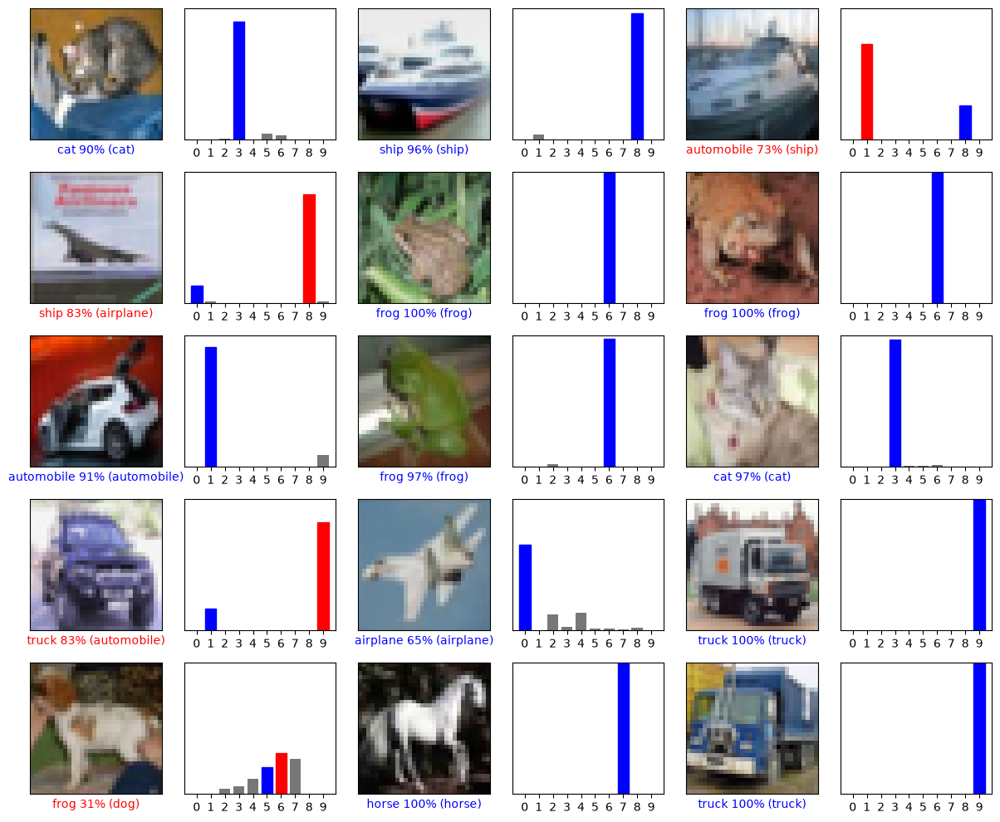 0 1 2 3 4 5 6 7 8 9
0 1 2 3 4 5 6 7 8 9
0 1 2 3 4 5 6 7 8 9
cat 90% (cat)
ship 96% (ship)
automobile 73% (ship)
0 1 2 3 4 5 6 7 8 9
0 1 2 3 4 5 6 7 8 9
0 1 2 3 4 5 6 7 8 9
ship 83% (airplane)
frog 100% (frog)
frog 100% (frog)
0 1 2 3 4 5 6 7 8 9
0 1 2 3 4 5 6 7 8 9
0 1 2 3 4 5 6 7 8 9
automobile 91% (automobile)
frog 97% (frog)
cat 97% (cat)
0 1 2 3 4 5 6 7 8 9
0 1 2 3 4 5 6 7 8 9
0 1 2 3 4 5 6 7 8 9
truck 83% (automobile)
airplane 65% (airplane)
truck 100% (truck)
0 1 2 3 4 5 6 7 8 9
0 1 2 3 4 5 6 7 8 9
0 1 2 3 4 5 6 7 8 9
frog 31% (dog)
horse 100% (horse)
truck 100% (truck)